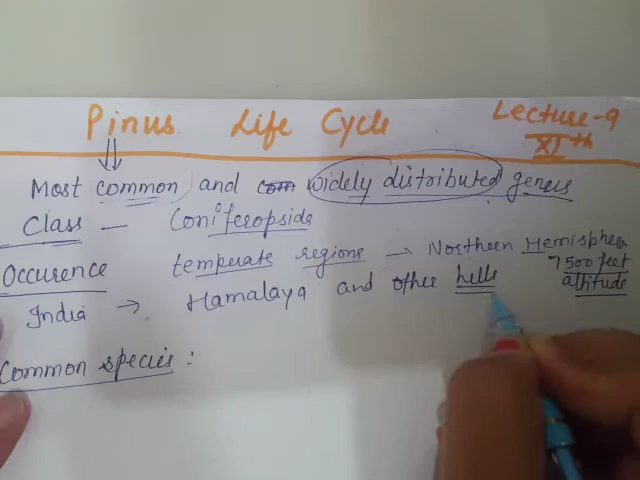 Pinus Life Cycle Lecture-9
XIth
Most common and com widely distributed genus
Class — Coniferopsida
Occurence temperate regions — Northern Hemisphere
7500 feet altitude
India → Hamalaya and other hills
Common species :